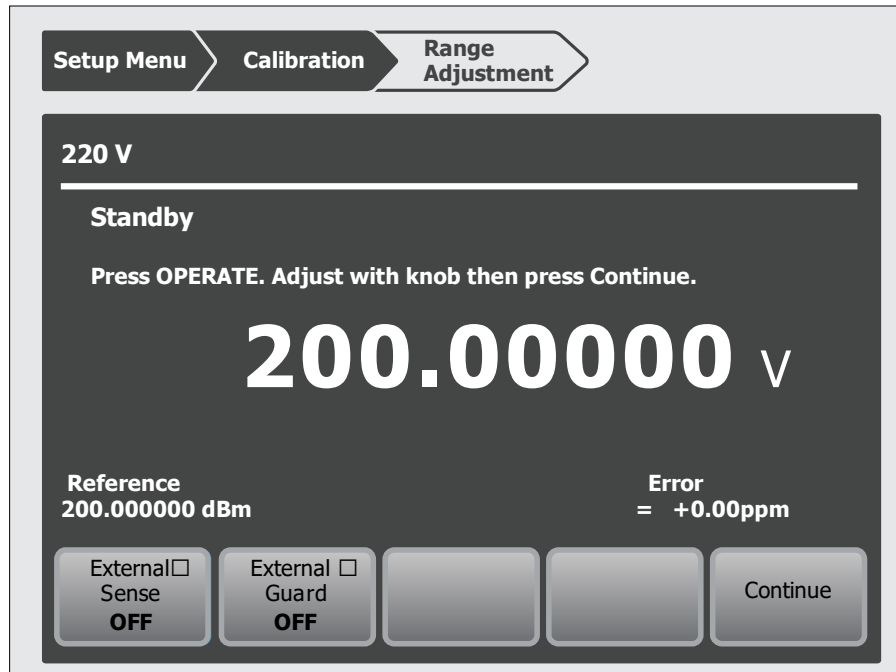 Setup Menu
Calibration
Range
Adjustment
220 V
Standby
Press OPERATE. Adjust with knob then press Continue.
200.00000 V
Reference
200.000000 dBm
Error
= +0.00ppm
External□
Sense
OFF
External □
Guard
OFF
Continue